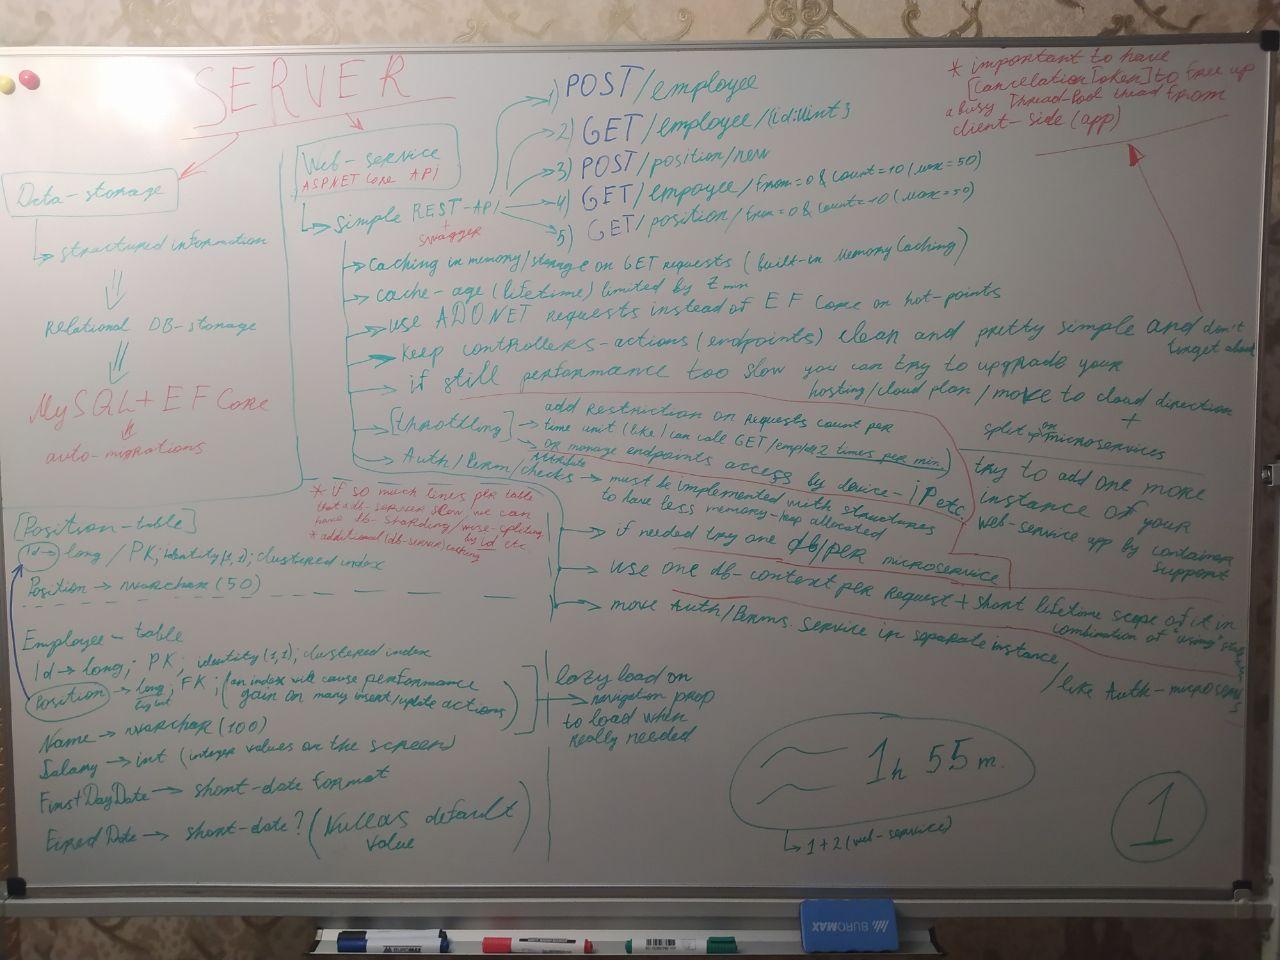 SERVER
Data-storage
structured information
Relational DB-storage
MySQL + EF Core
auto-migrations
Web-service
ASP.NET Core API
simple REST-API
+
swagger
1) POST/employee
2) GET/employee/{id:uint}
3) POST/position/new
4) GET/empoyee/from=0&count=10 (max=50)
5) GET/position/from=0&count=10 (max=50)
* important to have
[CancelationToken] to free up
a busy Thread-Pool thread from
client-side (app)
caching in memory/storage on GET requests (built-in Memory Caching)
cache-age (lifetime) limited by z min
use ADO.NET requests instead of EF Core on hot-points
keep controllers-actions (endpoints) clean and pretty simple and don't
forget about
if still performance too slow you can try to upgrade your
hosting/cloud plan / move to cloud direction
+
split up on microservices
[throttling]
add restriction on requests count per
time unit (like I can call GET/emploee 2 times per min)
or manage endpoints access by device-ip etc.
Auth/Perm/checks
Attribute
must be implemented with structures
to have less memory-heap allocated
try to add one more
instance of your
web-service app by containers
support
if needed try one db/per microservice
use one db-context per request + short lifetime scope of it in
combination of "using"
move Auth/Perms. service in separate instance
/like Auth-microserv
* if so much lines per table
that a db-server slow we can
have db-sharding/
by id etc
* additional (db-server) caching
[Position-table]
Id → long / PK; identity(1,1); clustered index
Position → nvarchar(50)
Employee-table
Id → long; PK; identity(1,1); clustered index
Position → long; FK; (an index will cause performance
gain on many insert/update actions)
Name → nvarchar(100)
Salary → int (integer values on the screen)
FirstDayDate → short-date format
FiredDate → short-date? (Null as default
value)
lazy load on
navigation prop
to load when
really needed
1h 55m.
1+2 (web-service)
1
BUROMAX
BUROMAX